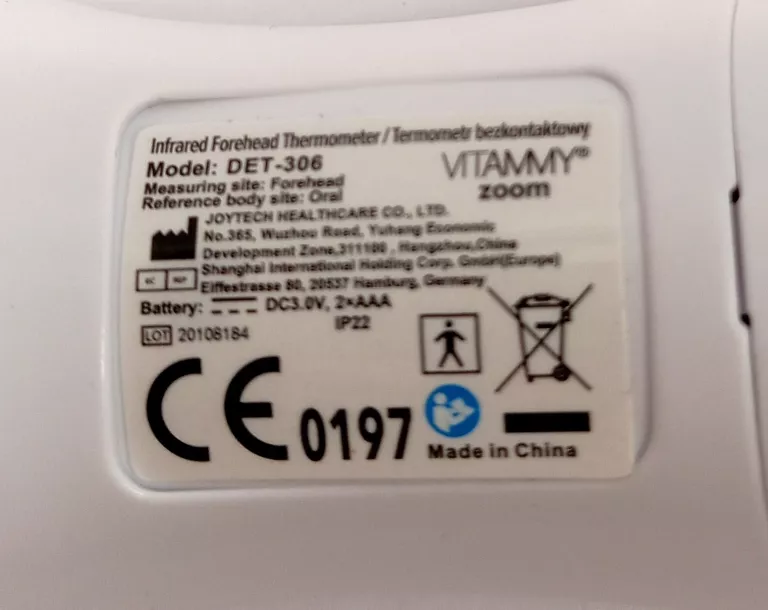 Infrared Forehead Thermometer / Termometr bezkontaktowy
Model: DET-306
VITAMMY®
zoom
Measuring site: Forehead
Reference body site: Oral
JOYTECH HEALTHCARE CO., LTD.
No.365, Wuzhou Road, Yuhang Economic
Development Zone,311100 , Hangzhou,China
EC REP
Shanghai International Holding Corp. GmbH(Europe)
Eiffestrasse 80, 20537 Hamburg, Germany
Battery: DC3.0V, 2×AAA
IP22
LOT 20108184
CE 0197
Made in China